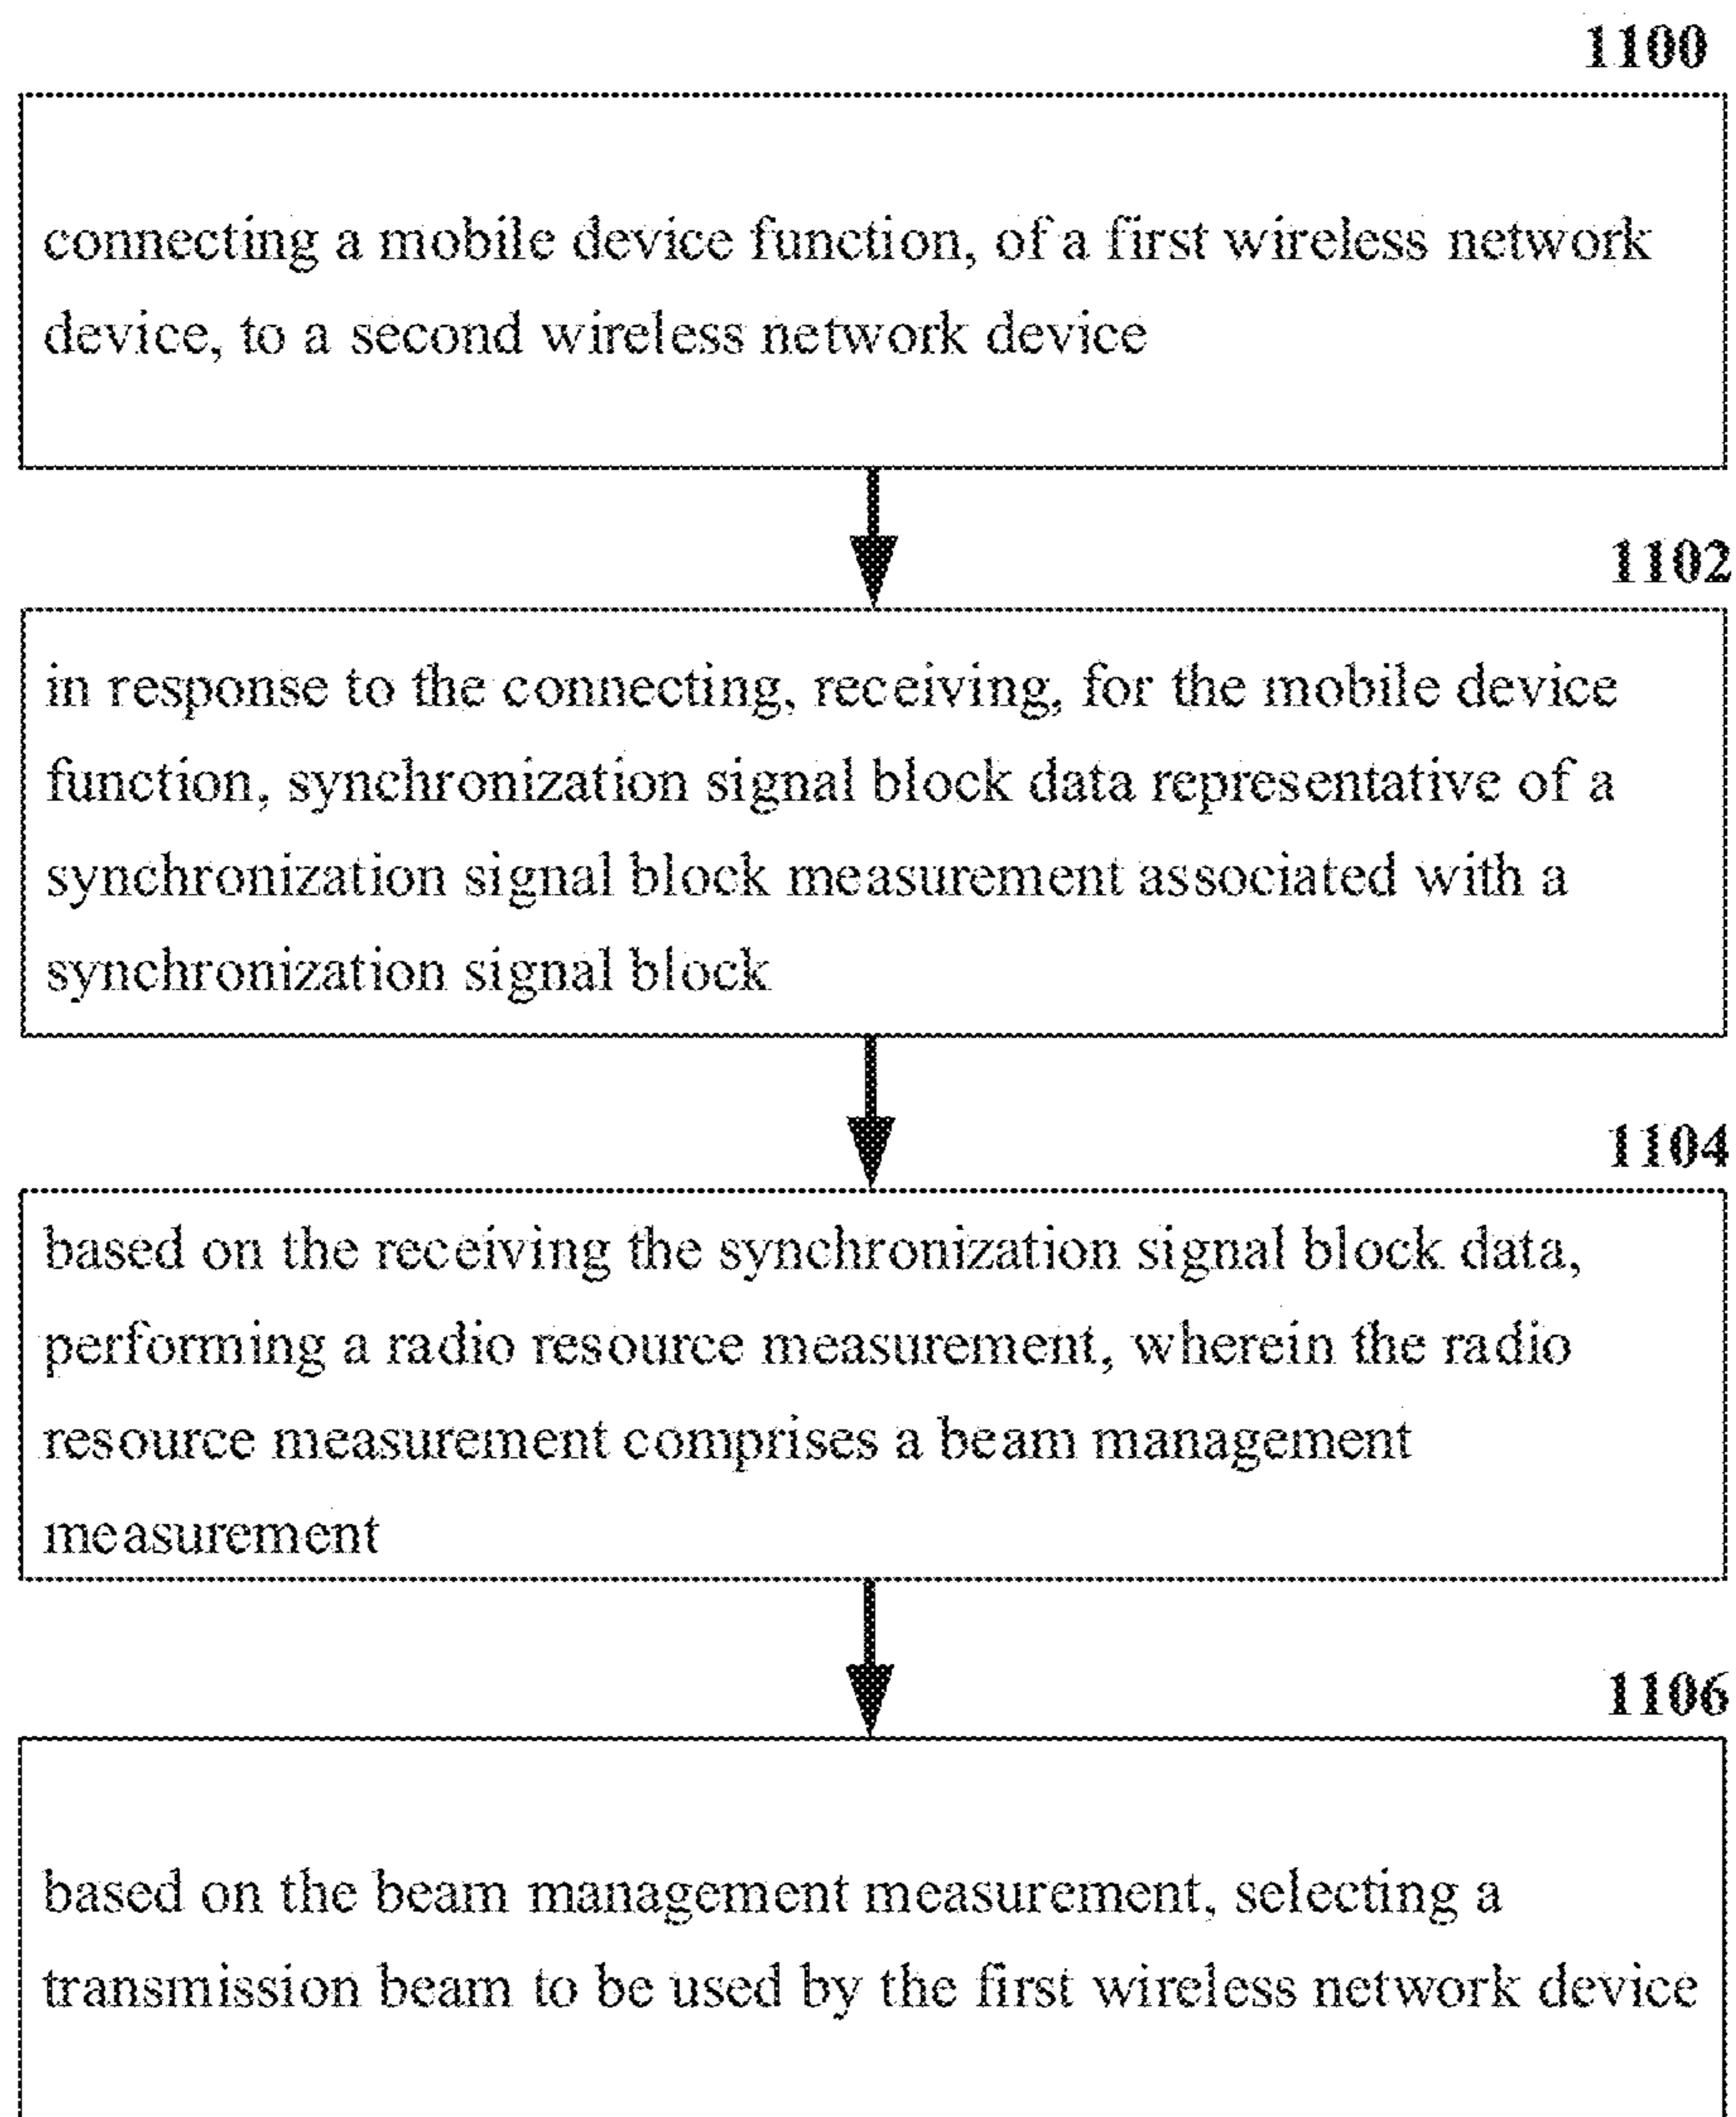 1100
connecting a mobile device function, of a first wireless network
device, to a second wireless network device
1102
in response to the connecting, receiving, for the mobile device
function, synchronization signal block data representative of a
synchronization signal block measurement associated with a
synchronization signal block
1104
based on the receiving the synchronization signal block data,
performing a radio resource measurement, wherein the radio
resource measurement comprises a beam management
measurement
1106
based on the beam management measurement, selecting a
transmission beam to be used by the first wireless network device